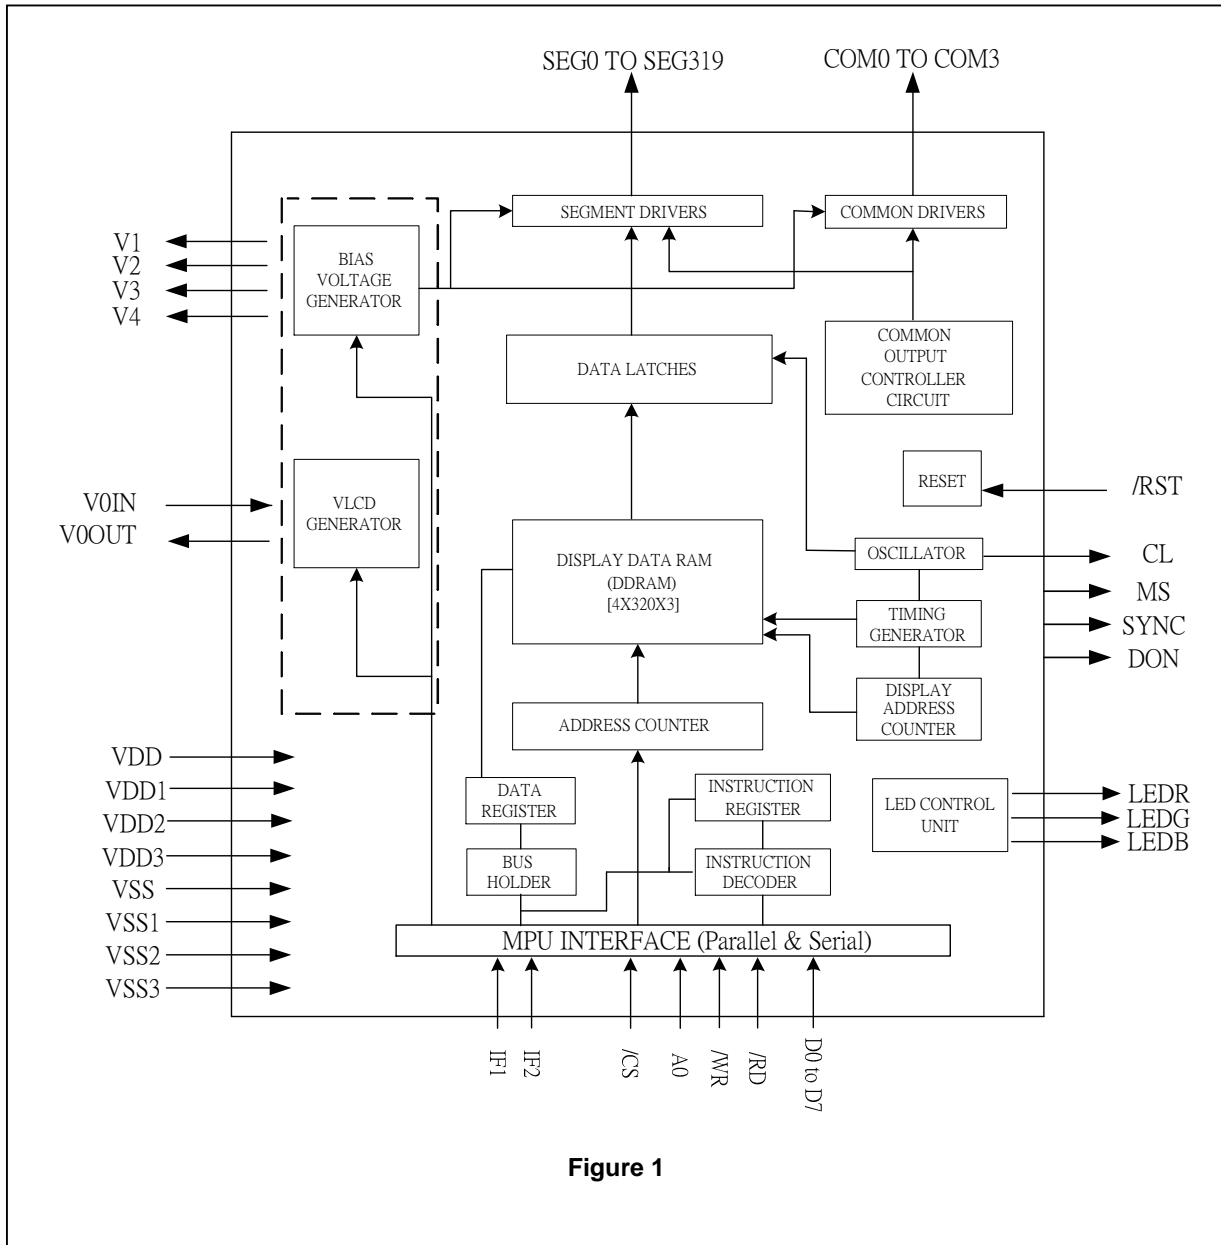 SEG0 TO SEG319
COM0 TO COM3
SEGMENT DRIVERS
COMMON DRIVERS
V1
V2
V3
V4
BIAS
VOLTAGE
GENERATOR
DATA LATCHES
COMMON
OUTPUT
CONTROLLER
CIRCUIT
V0IN
V0OUT
VLCD
GENERATOR
RESET
/RST
DISPLAY DATA RAM
(DDRAM)
[4X320X3]
OSCILLATOR
CL
MS
TIMING
GENERATOR
SYNC
DON
DISPLAY
ADDRESS
COUNTER
ADDRESS COUNTER
VDD
VDD1
VDD2
VDD3
VSS
VSS1
VSS2
VSS3
DATA
REGISTER
INSTRUCTION
REGISTER
LED CONTROL
UNIT
LEDR
LEDG
LEDB
BUS
HOLDER
INSTRUCTION
DECODER
MPU INTERFACE (Parallel & Serial)
IF1
IF2
/CS
A0
/WR
/RD
D0 to D7
Figure 1